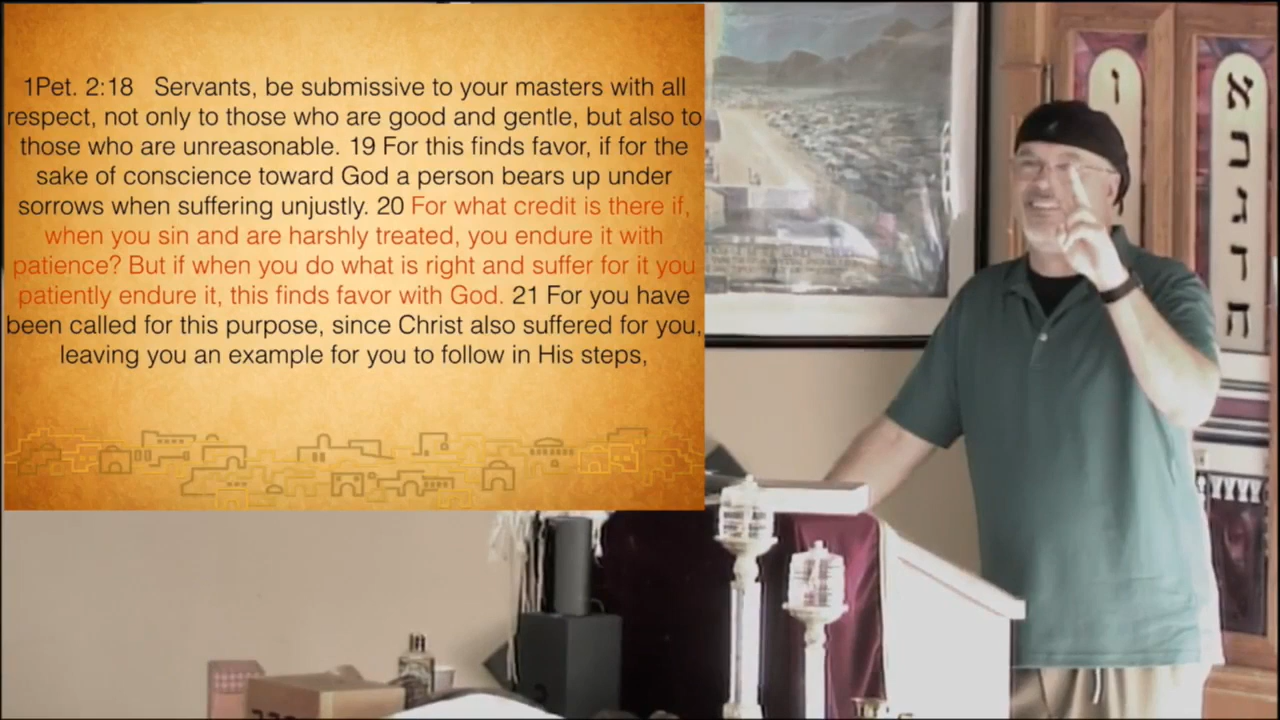 1Pet. 2:18 Servants, be submissive to your masters with all
respect, not only to those who are good and gentle, but also to
those who are unreasonable. 19 For this finds favor, if for the
sake of conscience toward God a person bears up under
sorrows when suffering unjustly. 20 For what credit is there if,
when you sin and are harshly treated, you endure it with
patience? But if when you do what is right and suffer for it you
patiently endure it, this finds favor with God. 21 For you have
been called for this purpose, since Christ also suffered for you,
leaving you an example for you to follow in His steps,
ו
א
ב
ג
ד
ה